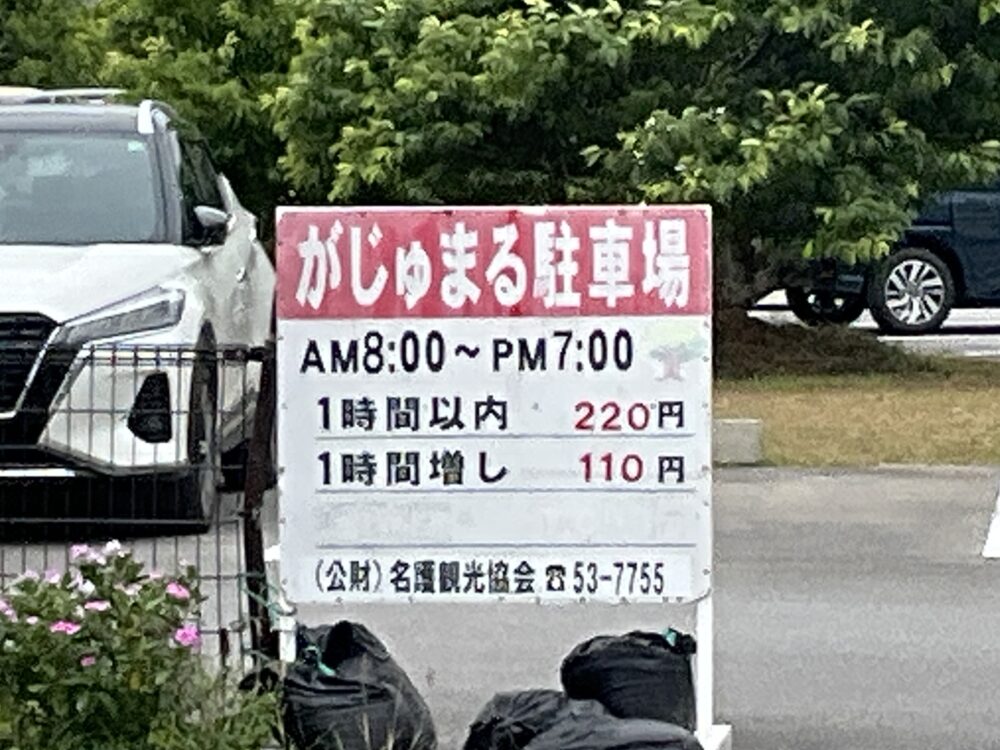 がじゅまる駐車場
AM8:00~PM7:00
1時間以内 220円
1時間増し 110円
(公財)名護観光協会☎53-7755